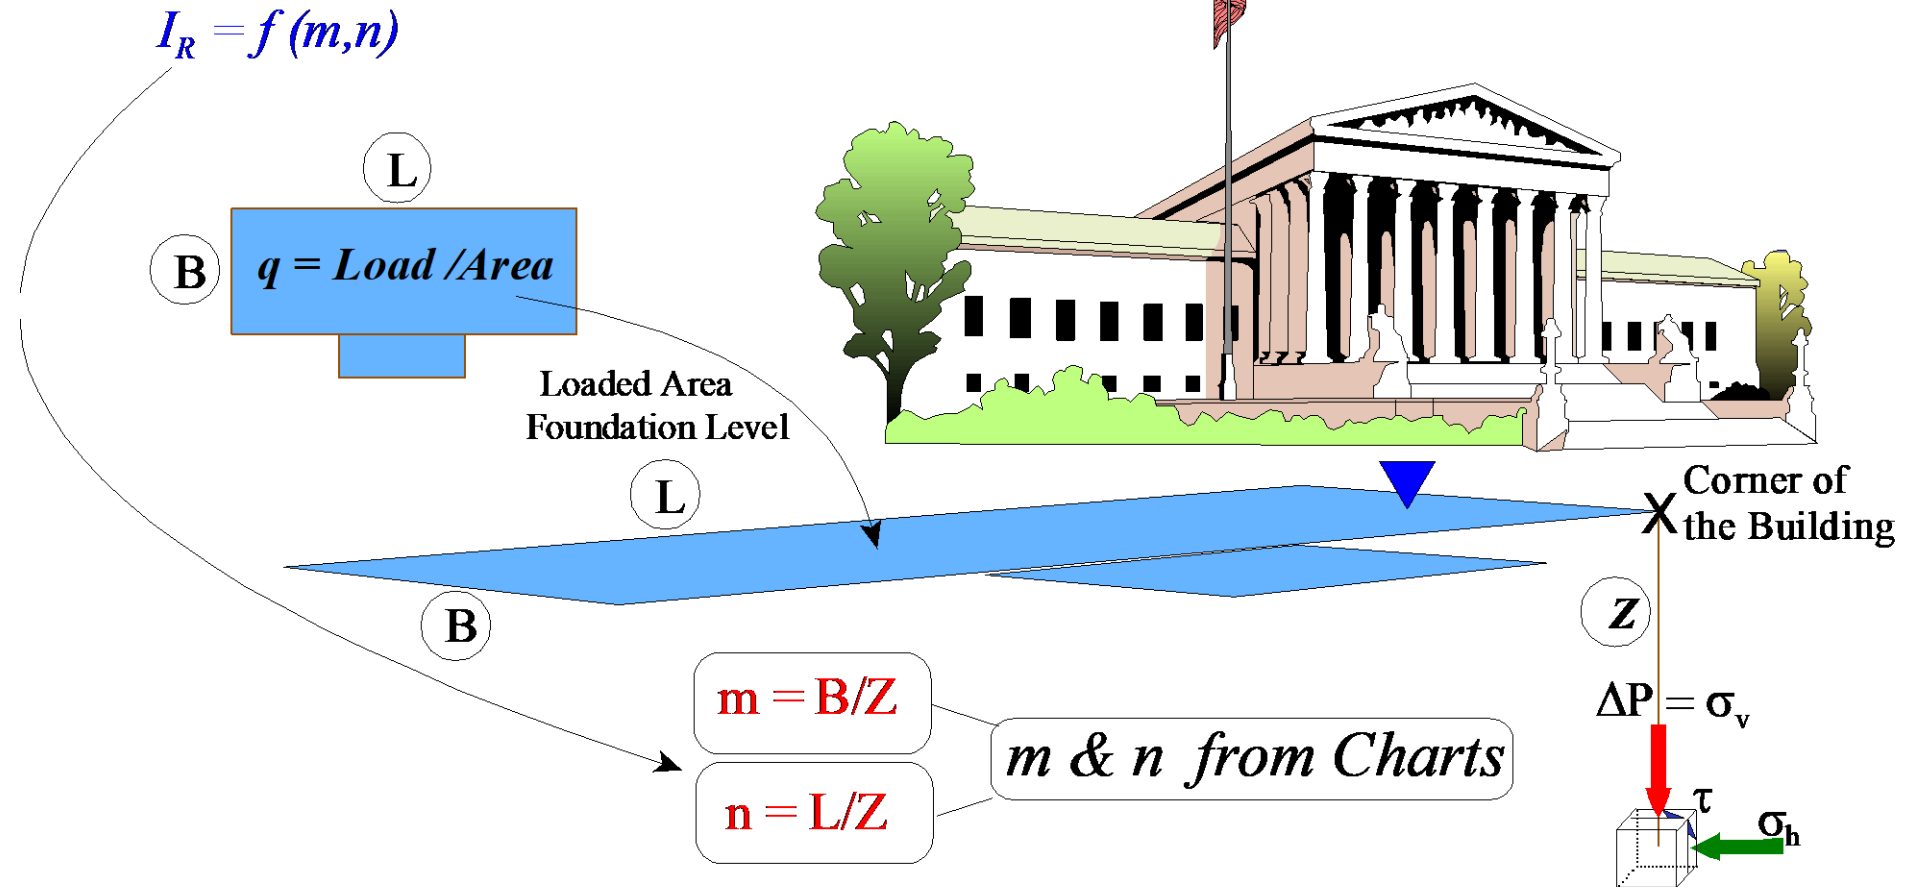 I_R = f (m,n)
L
B
q = Load /Area
Loaded Area
Foundation Level
L
B
Corner of
the Building
X
Z
ΔP = σ_v
m = B/Z
n = L/Z
m & n from Charts
τ
σ_h